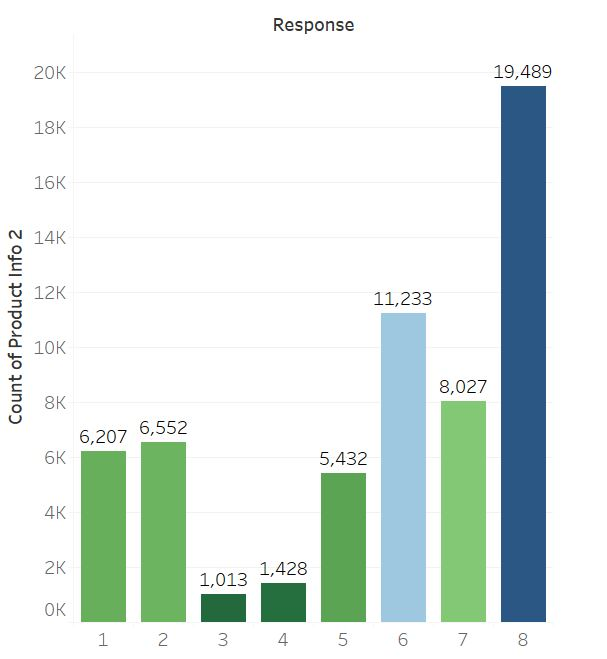 Response
Count of Product Info 2
20K
18K
16K
14K
12K
10K
8K
6K
4K
2K
0K
19,489
11,233
8,027
6,207
6,552
5,432
1,013
1,428
1 2 3 4 5 6 7 8